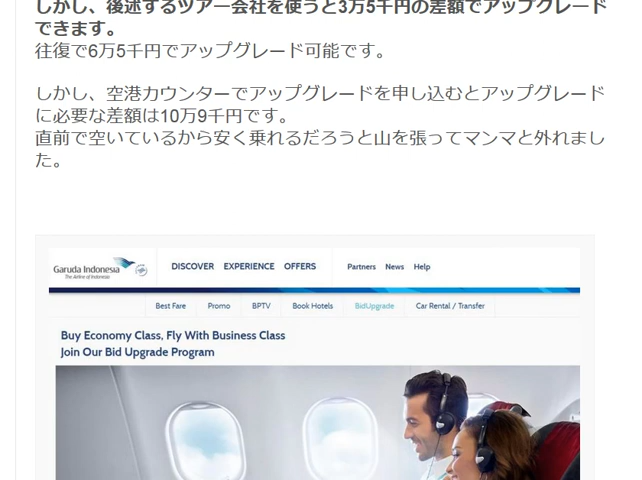 しかし、後述するツアー会社を使うと3万5千円の差額でアップグレード
できます。
往復で6万5千円でアップグレード可能です。
しかし、空港カウンターでアップグレードを申し込むとアップグレード
に必要な差額は10万9千円です。
直前で空いているから安く乗れるだろうと山を張ってマンマと外れまし
た。
Garuda Indonesia
The Airline of Indonesia
DISCOVER EXPERIENCE OFFERS Partners News Help
Best Fare Promo BPTV Book Hotels BidUpgrade Car Rental / Transfer
Buy Economy Class, Fly With Business Class
Join Our Bid Upgrade Program